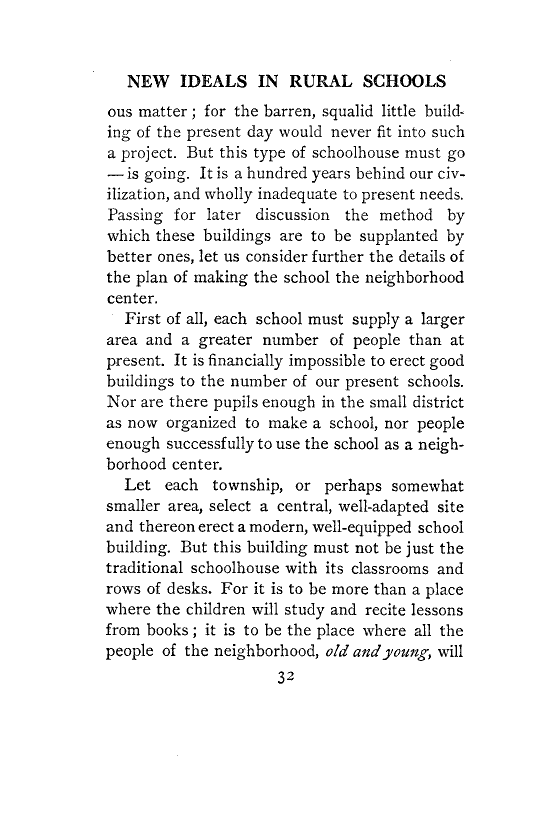 NEW IDEALS IN RURAL SCHOOLS
ous matter ; for the barren, squalid little build-
ing of the present day would never fit into such
a project. But this type of schoolhouse must go
— is going. It is a hundred years behind our civ-
ilization, and wholly inadequate to present needs.
Passing for later discussion the method by
which these buildings are to be supplanted by
better ones, let us consider further the details of
the plan of making the school the neighborhood
center.
First of all, each school must supply a larger
area and a greater number of people than at
present. It is financially impossible to erect good
buildings to the number of our present schools.
Nor are there pupils enough in the small district
as now organized to make a school, nor people
enough successfully to use the school as a neigh-
borhood center.
Let each township, or perhaps somewhat
smaller area, select a central, well-adapted site
and thereon erect a modern, well-equipped school
building. But this building must not be just the
traditional schoolhouse with its classrooms and
rows of desks. For it is to be more than a place
where the children will study and recite lessons
from books ; it is to be the place where all the
people of the neighborhood, old and young, will
32